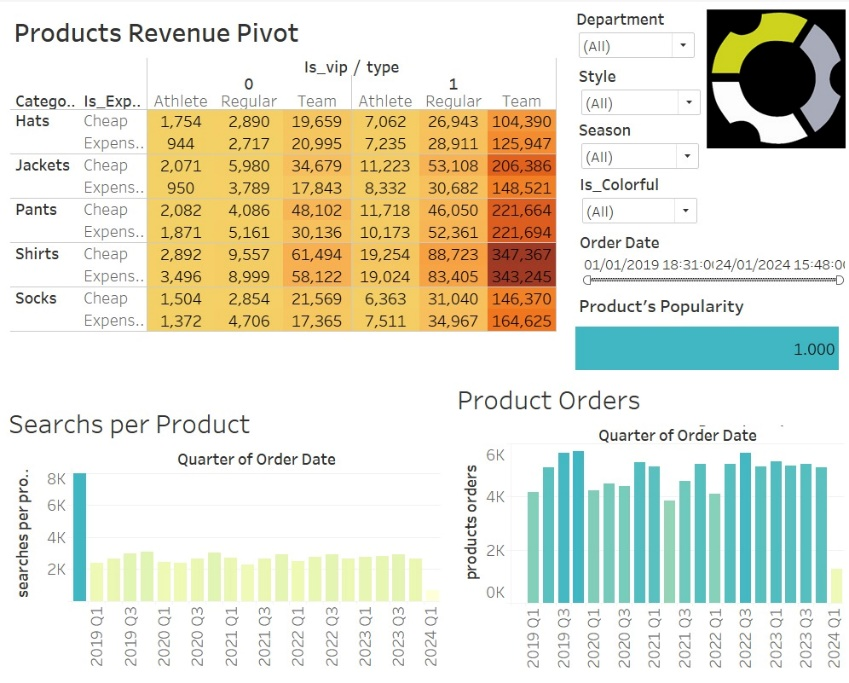 Products Revenue Pivot
Is_vip / type
0 1
Catego.. Is_Exp.. Athlete Regular Team Athlete Regular Team
Hats Cheap 1,754 2,890 19,659 7,062 26,943 104,390
Expens.. 944 2,717 20,995 7,235 28,911 125,947
Jackets Cheap 2,071 5,980 34,679 11,223 53,108 206,386
Expens.. 950 3,789 17,843 8,332 30,682 148,521
Pants Cheap 2,082 4,086 48,102 11,718 46,050 221,664
Expens.. 1,871 5,161 30,136 10,173 52,361 221,694
Shirts Cheap 2,892 9,557 61,494 19,254 88,723 347,367
Expens.. 3,496 8,999 58,122 19,024 83,405 343,245
Socks Cheap 1,504 2,854 21,569 6,363 31,040 146,370
Expens.. 1,372 4,706 17,365 7,511 34,967 164,625
Department
(All)
Style
(All)
Season
(All)
Is_Colorful
(All)
Order Date
01/01/2019 18:31:0 24/01/2024 15:48:0
Product's Popularity
1.000
Searchs per Product
Quarter of Order Date
searches per pro..
8K
6K
4K
2K
2019 Q1
2019 Q3
2020 Q1
2020 Q3
2021 Q1
2021 Q3
2022 Q1
2022 Q3
2023 Q1
2023 Q3
2024 Q1
Product Orders
Quarter of Order Date
products orders
6K
4K
2K
0K
2019 Q1
2019 Q3
2020 Q1
2020 Q3
2021 Q1
2021 Q3
2022 Q1
2022 Q3
2023 Q1
2023 Q3
2024 Q1